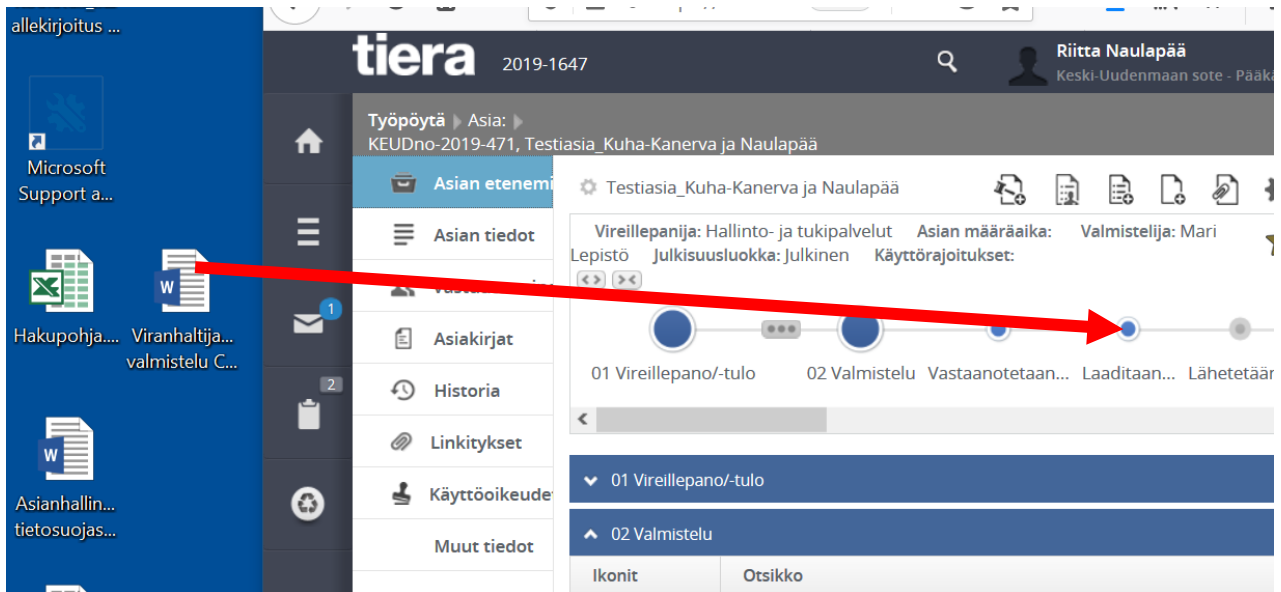 allekirjoitus ...
Microsoft
Support a...
Hakupohja....
Viranhaltija...
valmistelu C...
Asianhallin...
tietosuojas...
tiera 2019-1647
Riitta Naulapää
Keski-Uudenmaan sote - Pääkä
Työpöytä Asia:
KEUDno-2019-471, Testiasia_Kuha-Kanerva ja Naulapää
1
2
Asian etenemi
Asian tiedot
Asiakirjat
Historia
Linkitykset
Käyttöoikeude
Muut tiedot
Testiasia_Kuha-Kanerva ja Naulapää
Vireillepanija: Hallinto- ja tukipalvelut Asian määräaika: Valmistelija: Mari
Lepistö Julkisuusluokka: Julkinen Käyttörajoitukset:
01 Vireillepano/-tulo 02 Valmistelu Vastaanotetaan... Laaditaan... Lähetetään
01 Vireillepano/-tulo
02 Valmistelu
Ikonit Otsikko
W
W